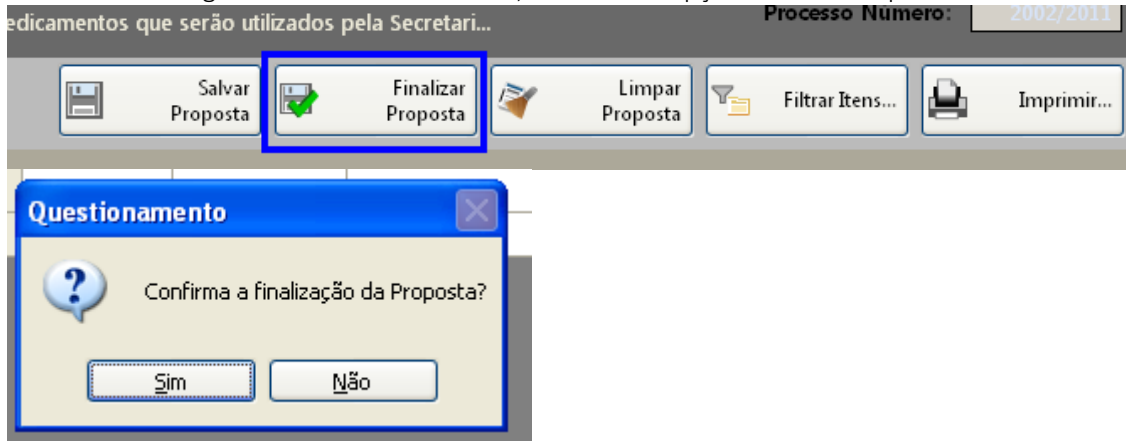 edicamentos que serão utilizados pela Secretari...
Processo Número: 2002/2011
Salvar
Proposta
Finalizar
Proposta
Limpar
Proposta
Filtrar Itens...
Imprimir...
Questionamento
Confirma a finalização da Proposta?
Sim
Não